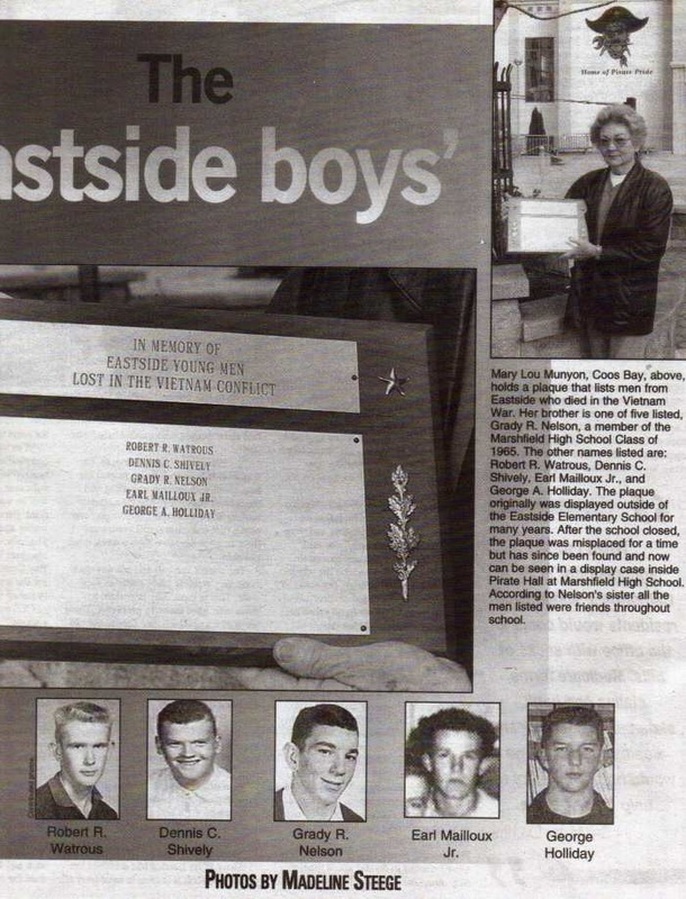 The
astside boys'
Home of Pirate Pride
IN MEMORY OF
EASTSIDE YOUNG MEN
LOST IN THE VIETNAM CONFLICT
ROBERT R. WATROUS
DENNIS C. SHIVELY
GRADY R. NELSON
EARL MAILLOUX JR.
GEORGE A. HOLLIDAY
Mary Lou Munyon, Coos Bay, above,
holds a plaque that lists men from
Eastside who died in the Vietnam
War. Her brother is one of five listed,
Grady R. Nelson, a member of the
Marshfield High School Class of
1965. The other names listed are:
Robert R. Watrous, Dennis C.
Shively, Earl Mailloux Jr., and
George A. Holliday. The plaque
originally was displayed outside of
the Eastside Elementary School for
many years. After the school closed,
the plaque was misplaced for a time
but has since been found and now
can be seen in a display case inside
Pirate Hall at Marshfield High School.
According to Nelson's sister all the
men listed were friends throughout
school.
Robert R.
Watrous
Dennis C.
Shively
Grady R.
Nelson
Earl Mailloux
Jr.
George
Holliday
PHOTOS BY MADELINE STEEGE